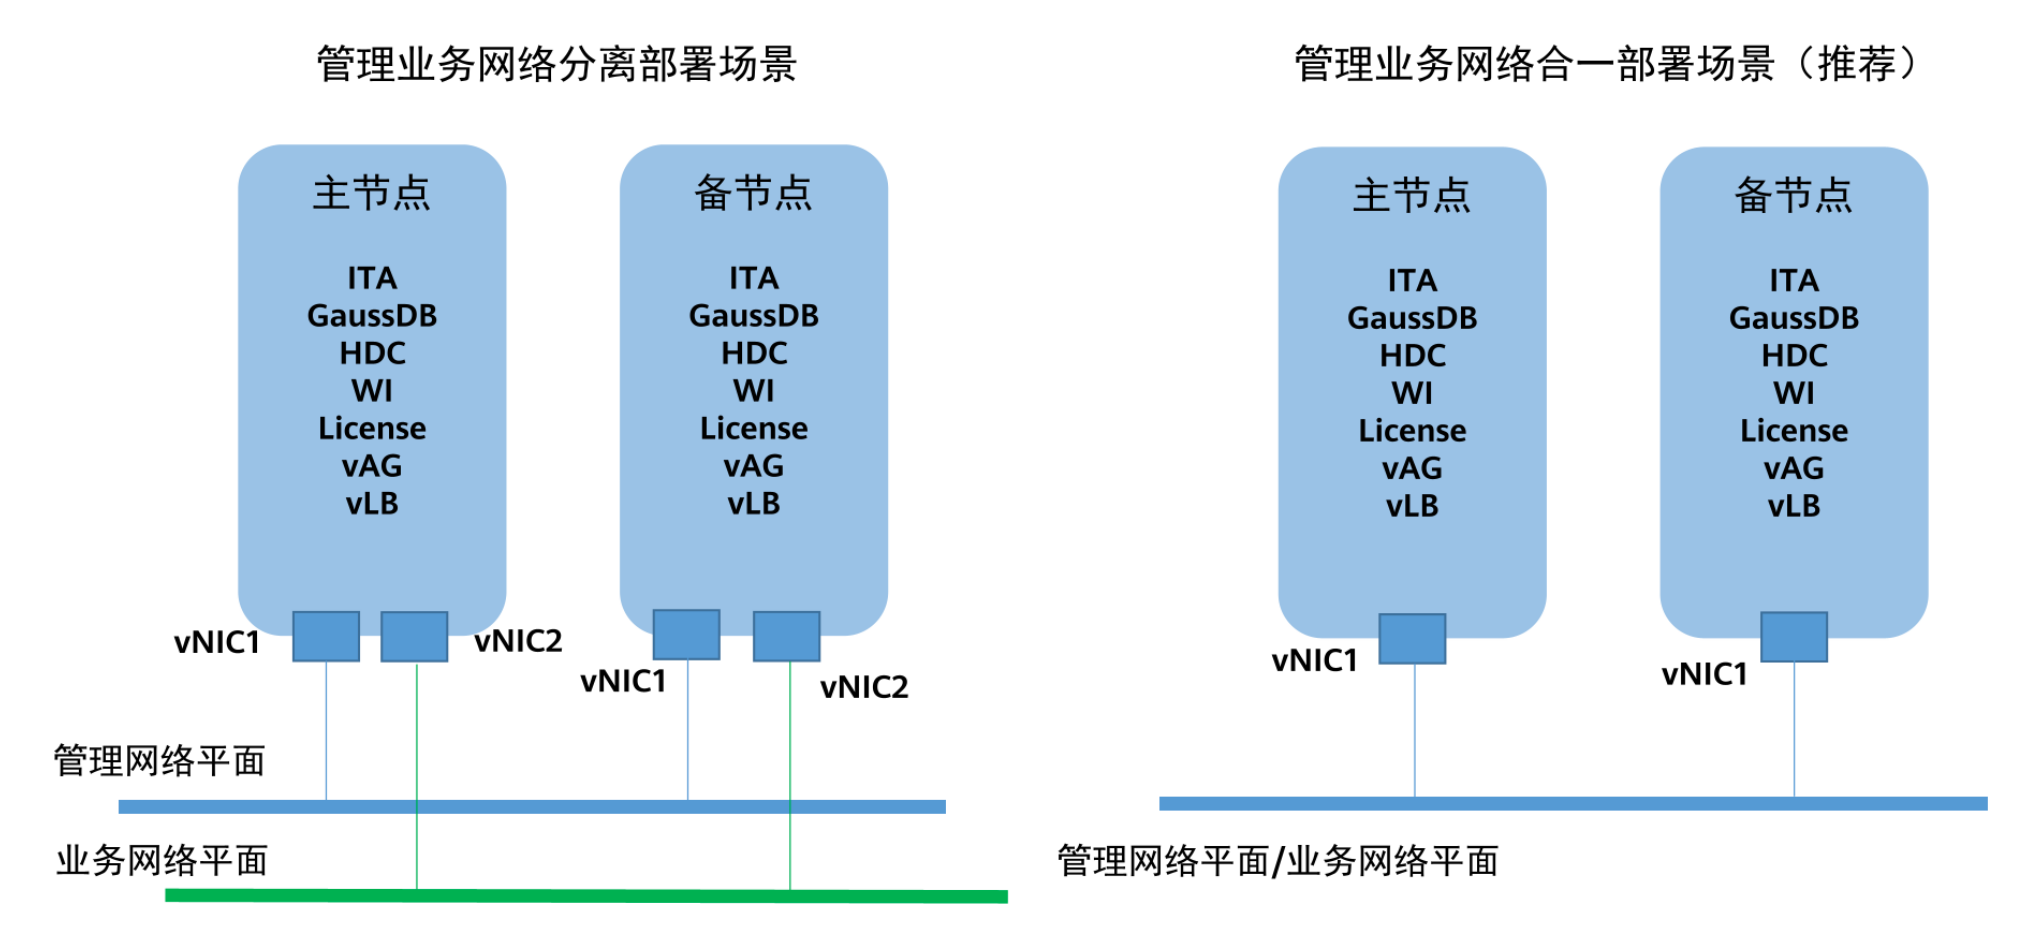 管理业务网络分离部署场景
主节点
ITA
GaussDB
HDC
WI
License
vAG
vLB
备节点
ITA
GaussDB
HDC
WI
License
vAG
vLB
vNIC1
vNIC2
vNIC1
vNIC2
管理网络平面
业务网络平面
管理业务网络合一部署场景（推荐）
主节点
ITA
GaussDB
HDC
WI
License
vAG
vLB
备节点
ITA
GaussDB
HDC
WI
License
vAG
vLB
vNIC1
vNIC1
管理网络平面/业务网络平面